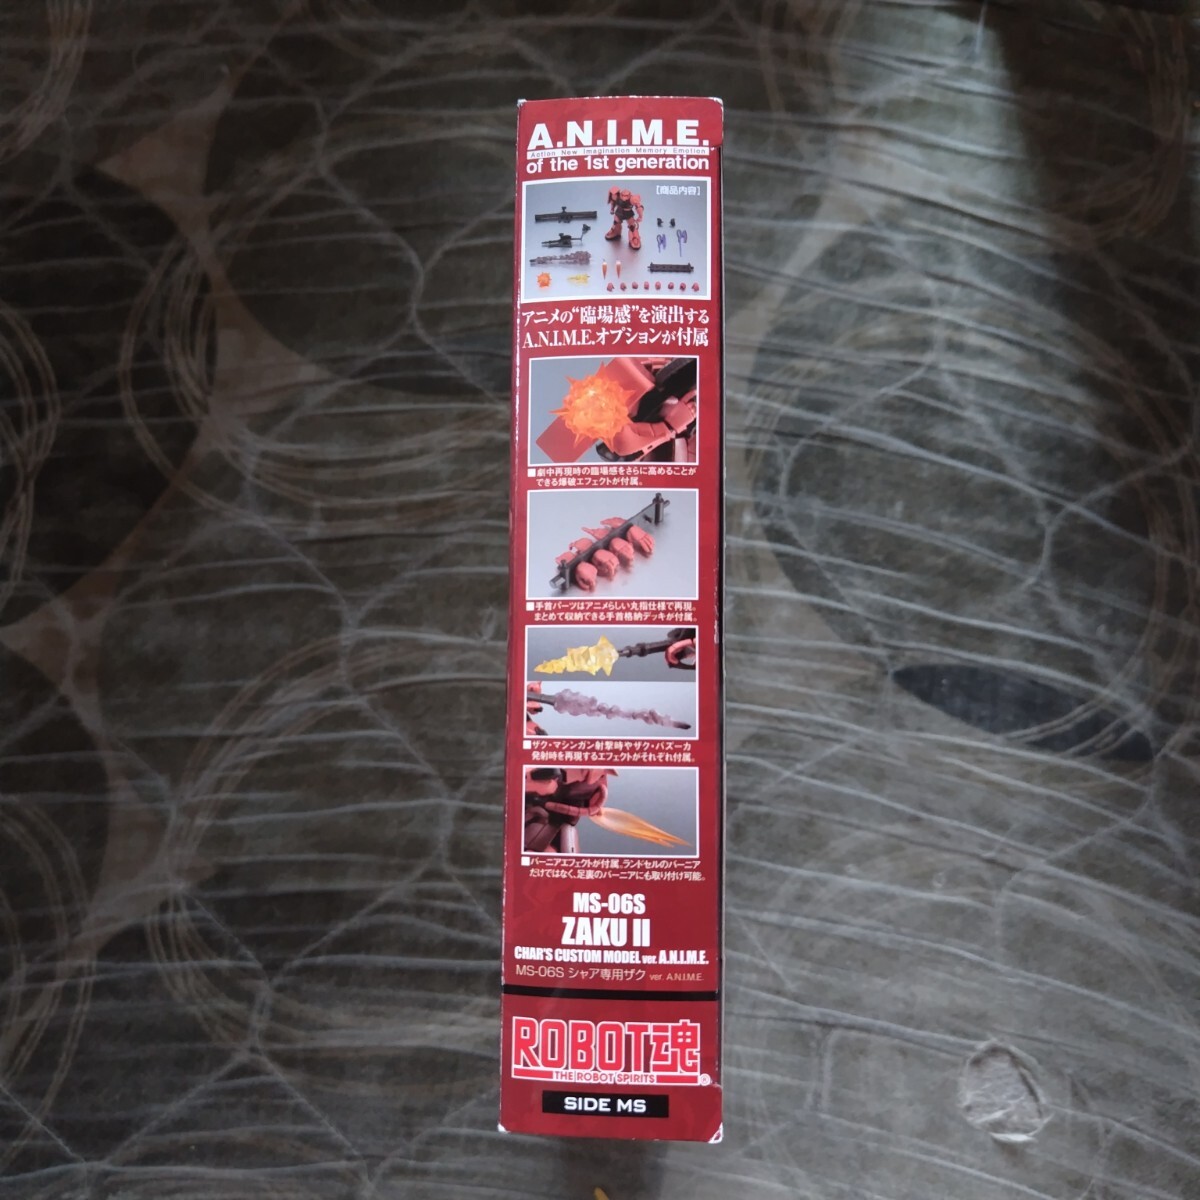 A.N.I.M.E.
Action New Imagination Memory Emotion
of the 1st generation
【商品内容】
アニメの“臨場感”を演出する
A.N.I.M.E.オプションが付属
■劇中再現時の臨場感をさらに高めることが
できる爆破エフェクトが付属。
■手首パーツはアニメらしい丸指仕様で再現。
まとめて収納できる手首格納デッキが付属。
■ザク・マシンガン射撃時やザク・バズーカ
発射時を再現するエフェクトがそれぞれ付属。
■バーニアエフェクトが付属。ランドセルのバーニア
だけではなく、足裏のバーニアにも取り付け可能。
MS-06S
ZAKU II
CHAR'S CUSTOM MODEL ver. A.N.I.M.E.
MS-06S シャア専用ザク ver. A.N.I.M.E.
ROBOT魂
THE ROBOT SPIRITS ®
SIDE MS